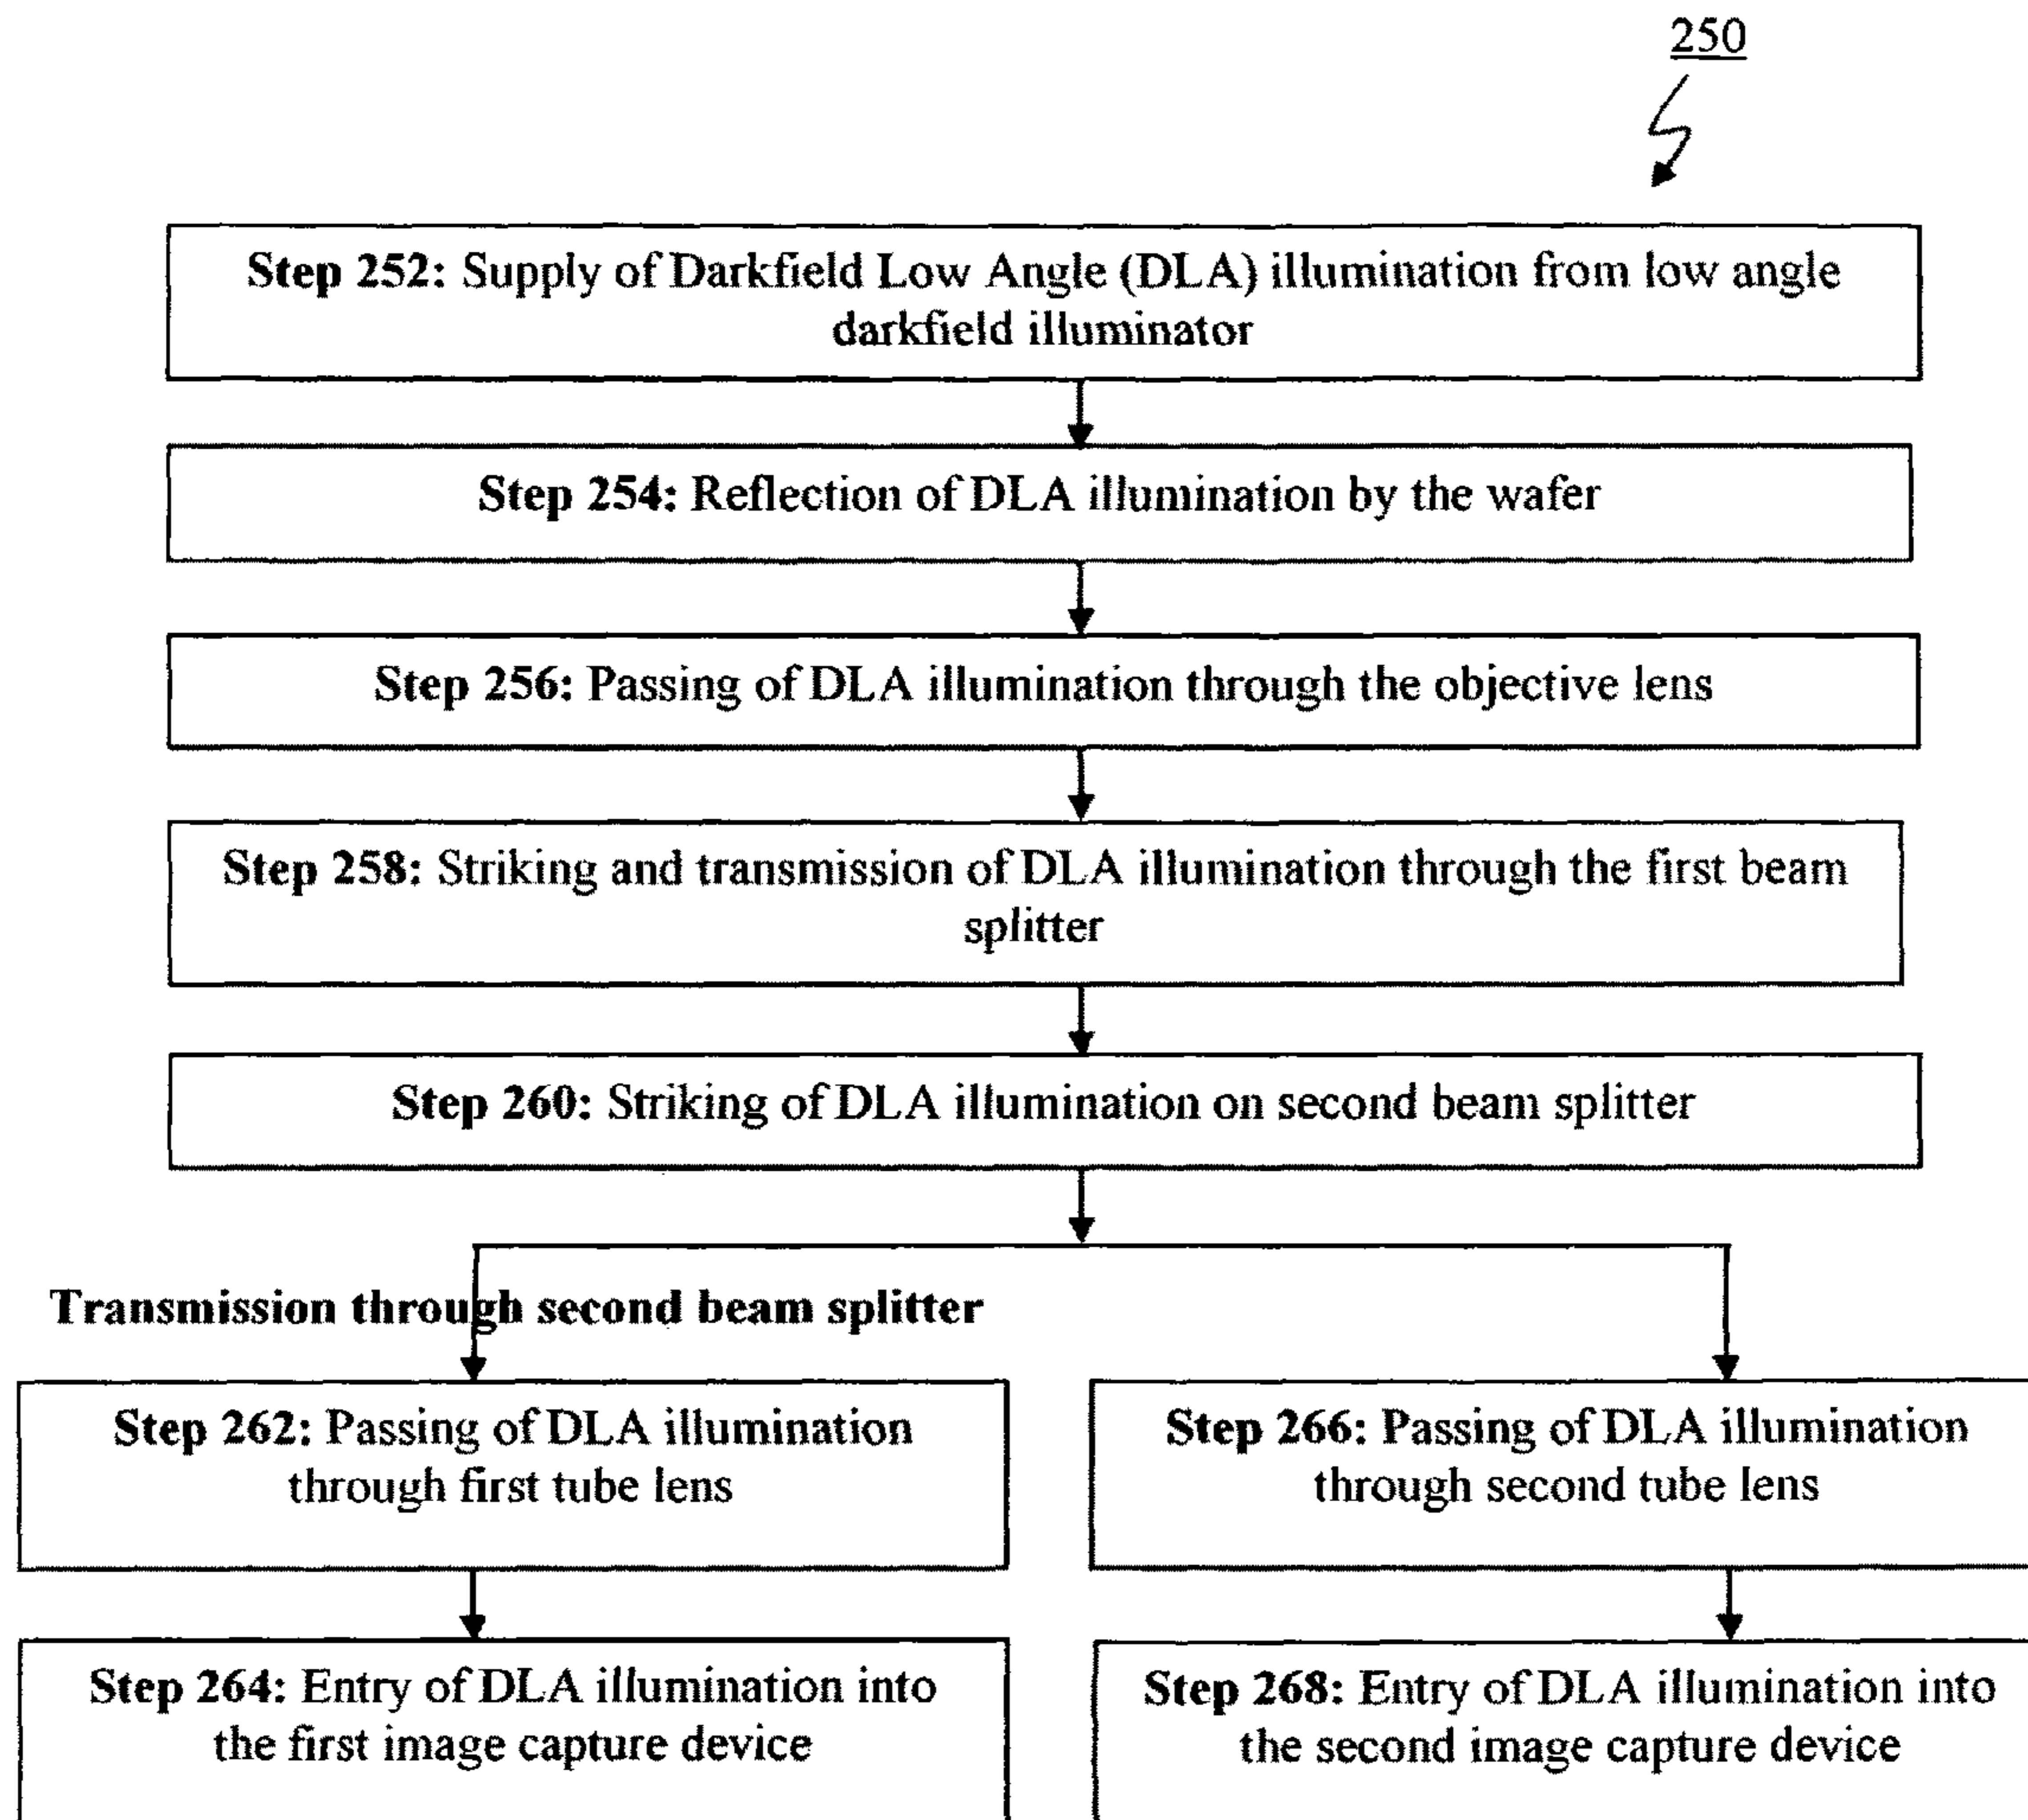 250
Step 252: Supply of Darkfield Low Angle (DLA) illumination from low angle
darkfield illuminator
Step 254: Reflection of DLA illumination by the wafer
Step 256: Passing of DLA illumination through the objective lens
Step 258: Striking and transmission of DLA illumination through the first beam
splitter
Step 260: Striking of DLA illumination on second beam splitter
Transmission through second beam splitter
Step 262: Passing of DLA illumination
through first tube lens
Step 266: Passing of DLA illumination
through second tube lens
Step 264: Entry of DLA illumination into
the first image capture device
Step 268: Entry of DLA illumination into
the second image capture device